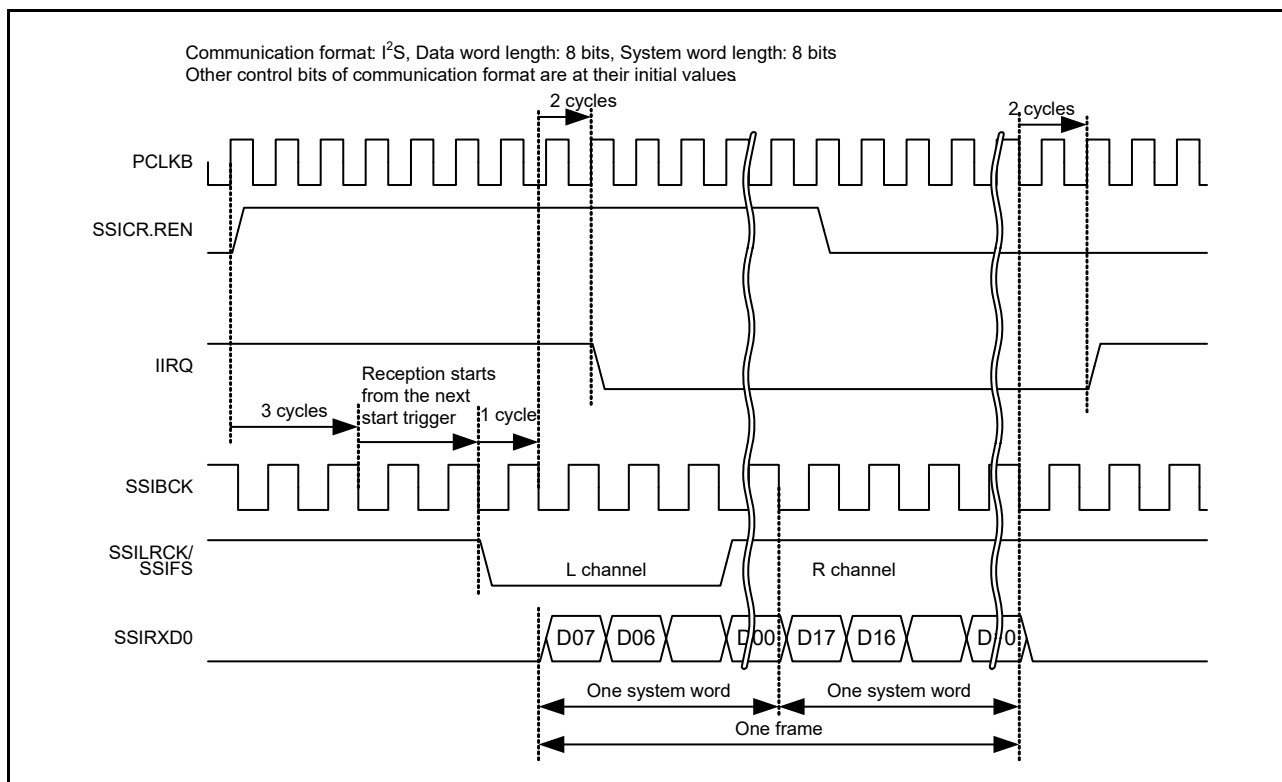 Communication format: I²S, Data word length: 8 bits, System word length: 8 bits
Other control bits of communication format are at their initial values.
2 cycles
2 cycles
PCLKB
SSICR.REN
IIRQ
Reception starts
from the next
start trigger
3 cycles
1 cycle
SSIBCK
SSILRCK/
SSIFS
L channel
R channel
SSIRXD0
D07
D06
D00
D17
D16
One system word
One system word
One frame